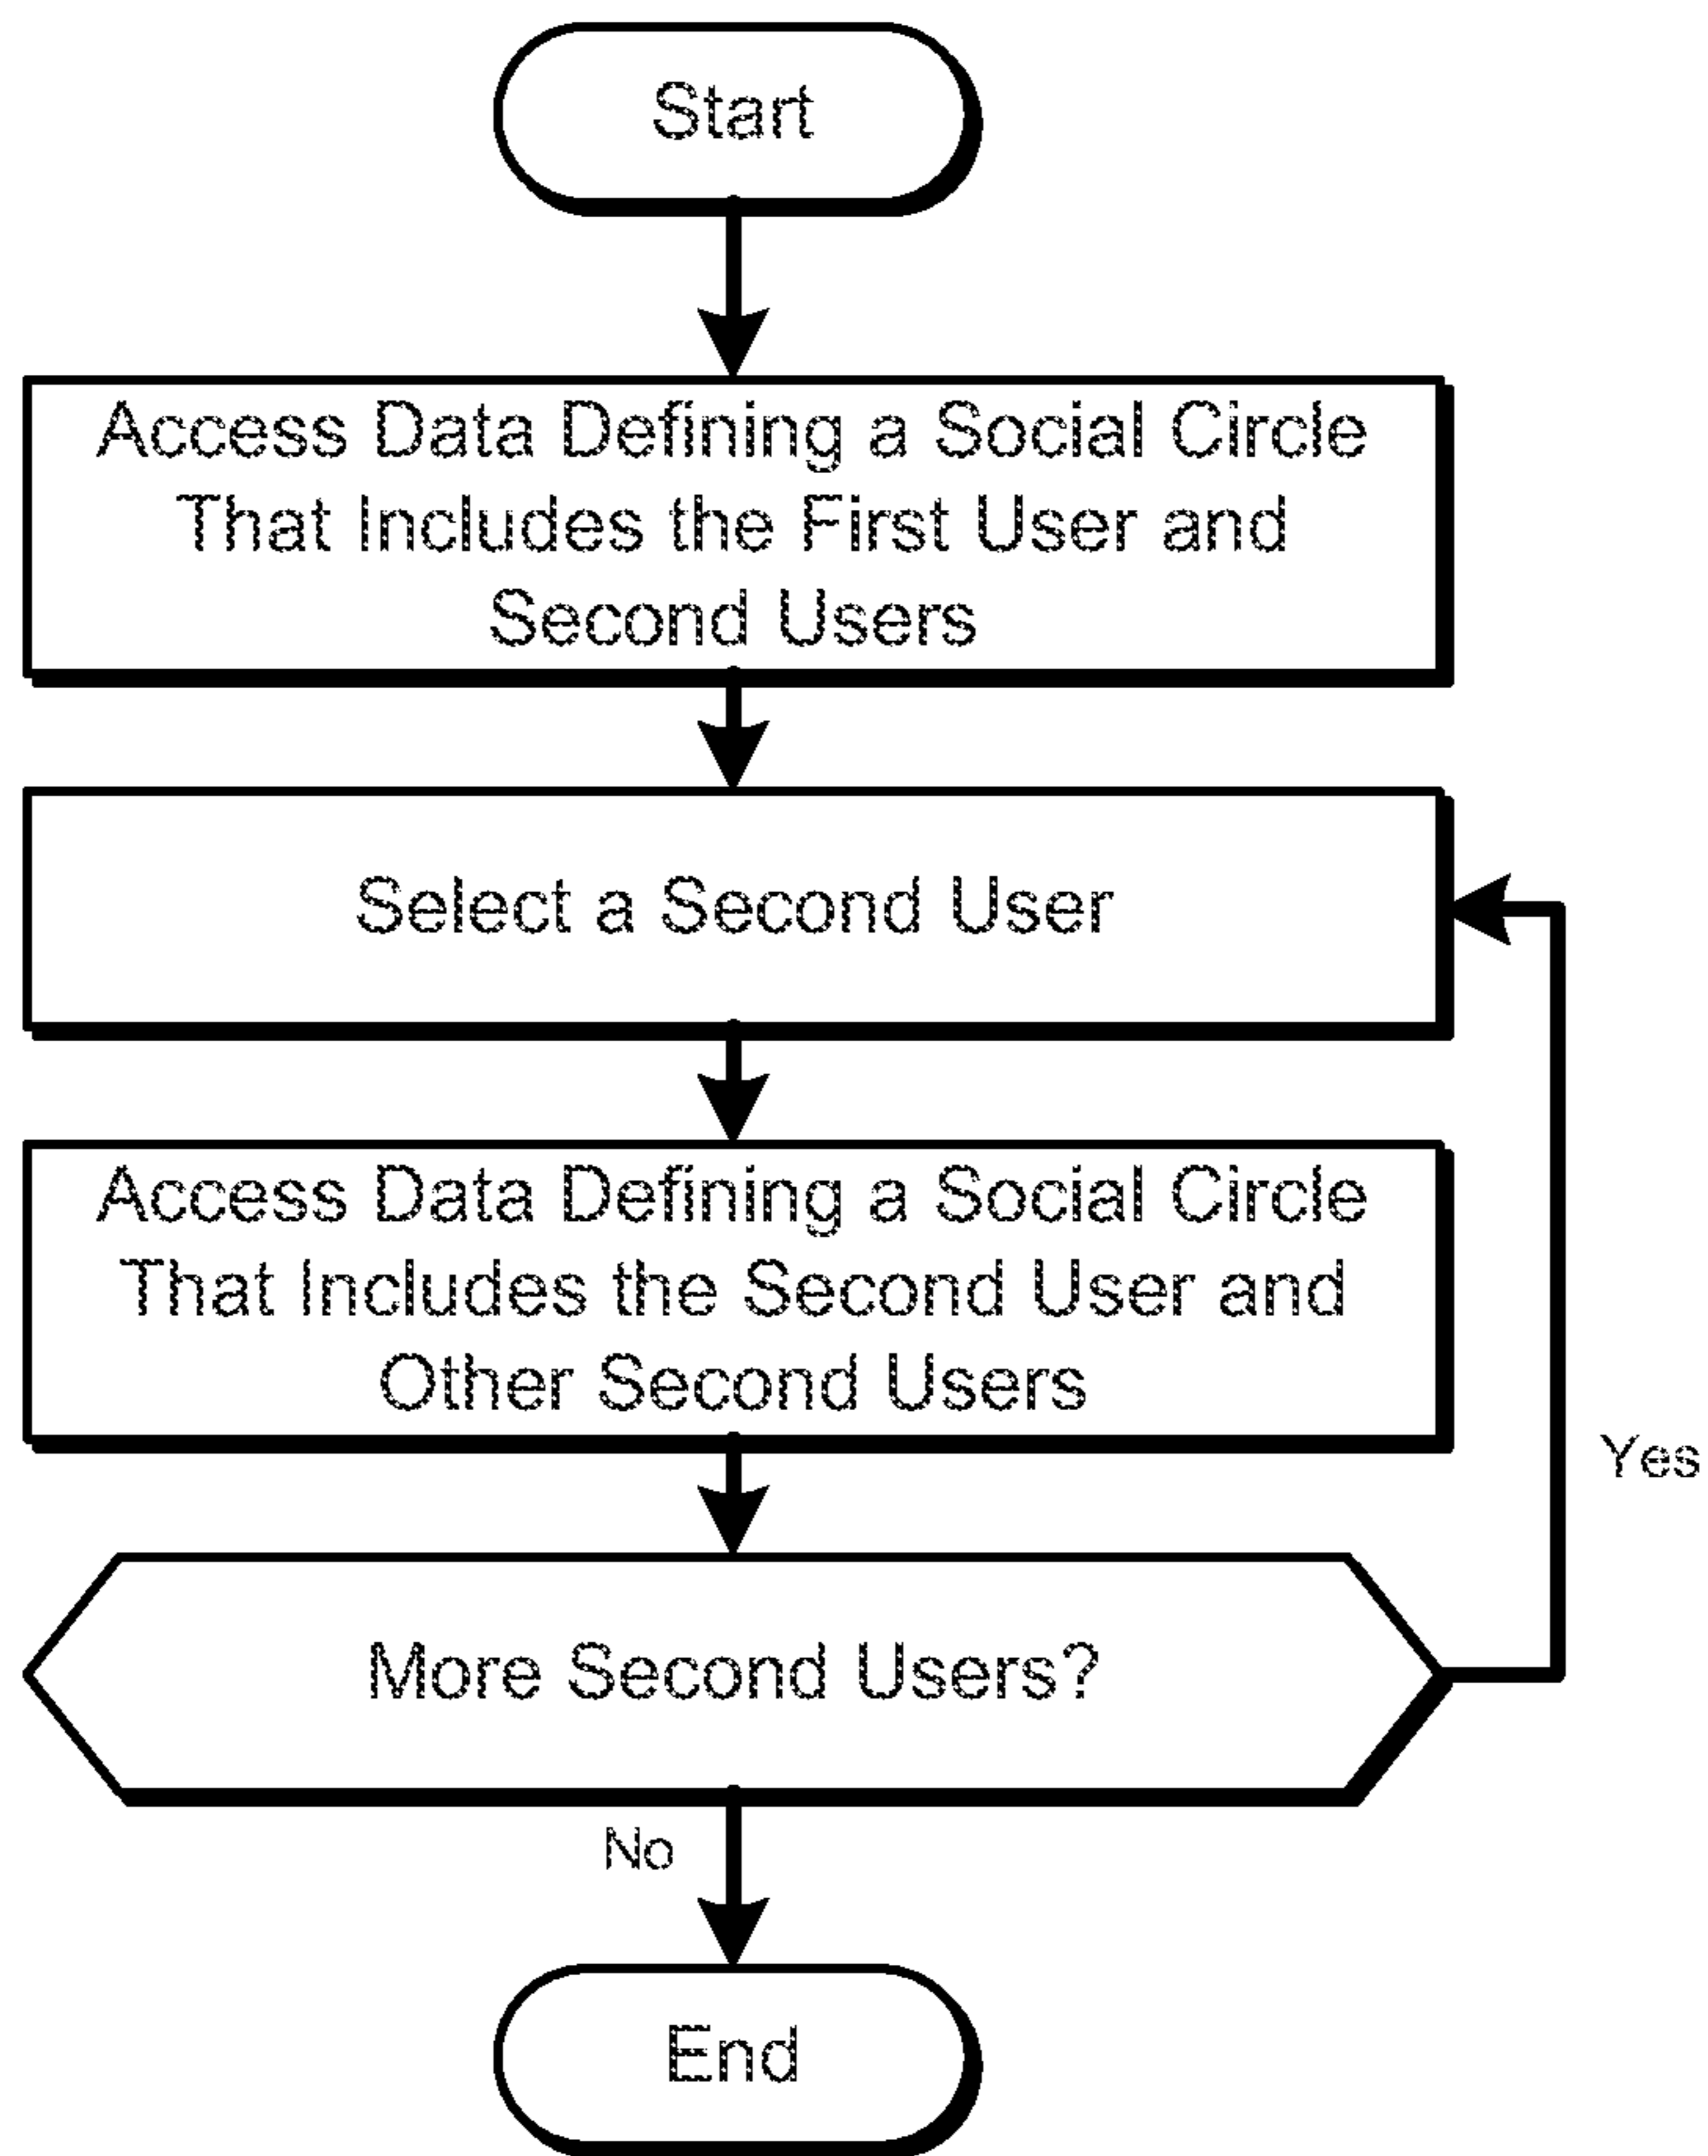 Start
Access Data Defining a Social Circle
That Includes the First User and
Second Users
Select a Second User
Access Data Defining a Social Circle
That Includes the Second User and
Other Second Users
Yes
More Second Users?
No
End